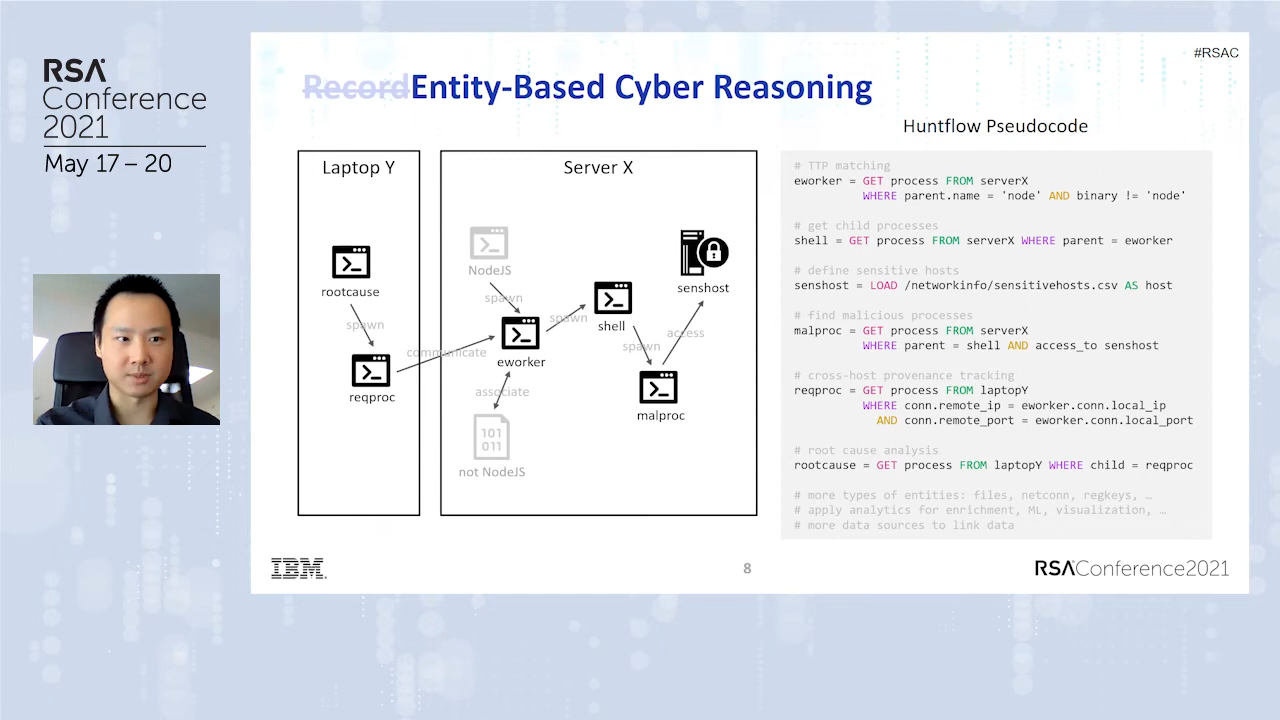 RSA
Conference
2021
May 17 – 20
#RSAC
RecordEntity-Based Cyber Reasoning
Laptop Y
rootcause
spawn
reqproc
communicate
Server X
NodeJS
spawn
eworker
associate
101
011
not NodeJS
spawn
shell
spawn
malproc
access
senshost
Huntflow Pseudocode
# TTP matching
eworker = GET process FROM serverX
WHERE parent.name = 'node' AND binary != 'node'
# get child processes
shell = GET process FROM serverX WHERE parent = eworker
# define sensitive hosts
senshost = LOAD /networkinfo/sensitivehosts.csv AS host
# find malicious processes
malproc = GET process FROM serverX
WHERE parent = shell AND access_to senshost
# cross-host provenance tracking
reqproc = GET process FROM laptopY
WHERE conn.remote_ip = eworker.conn.local_ip
AND conn.remote_port = eworker.conn.local_port
# root cause analysis
rootcause = GET process FROM laptopY WHERE child = reqproc
# more types of entities: files, netconn, regkeys, …
# apply analytics for enrichment, ML, visualization, …
# more data sources to link data
IBM.
8
RSAConference2021